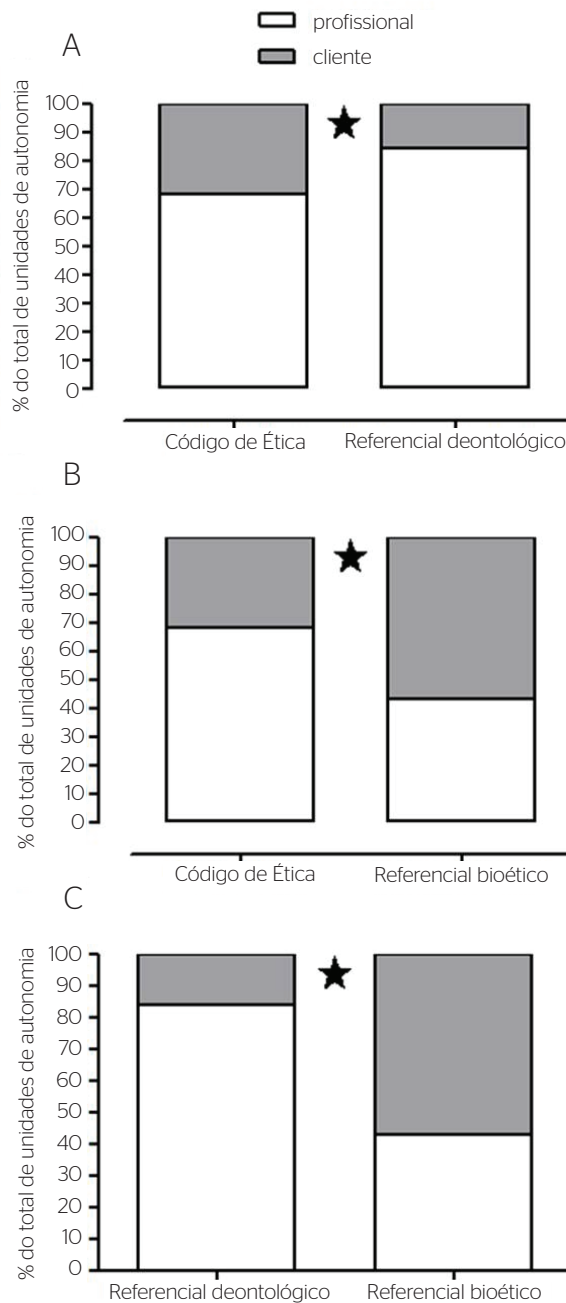 profissional
cliente
A
% do total de unidades de autonomia
100
90
80
70
60
50
40
30
20
10
0
Código de Ética
Referencial deontológico
B
% do total de unidades de autonomia
100
90
80
70
60
50
40
30
20
10
0
Código de Ética
Referencial bioético
C
% do total de unidades de autonomia
100
90
80
70
60
50
40
30
20
10
0
Referencial deontológico
Referencial bioético